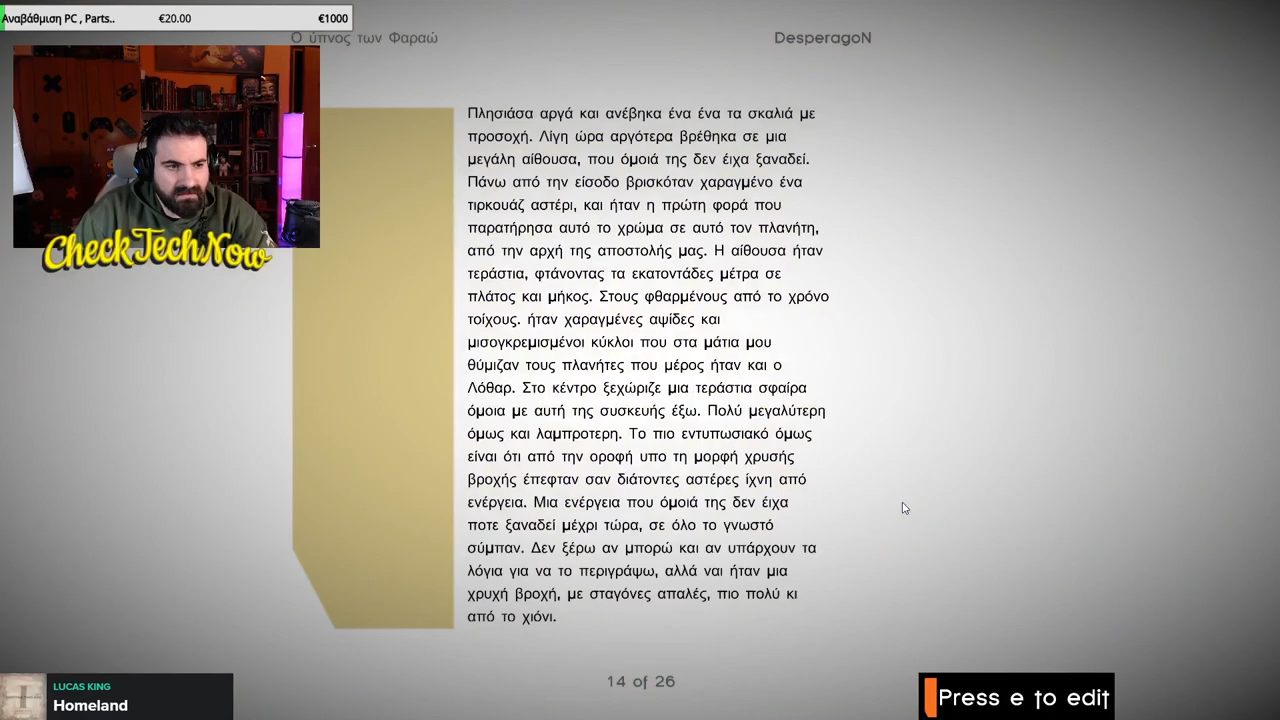 Αναβάθμιση PC , Parts.. €20.00 €1000
Ο ύπνος των Φαραώ
DesperagoN
CheckTechNow
Πλησιάσα αργά και ανέβηκα ένα ένα τα σκαλιά με
προσοχή. Λίγη ώρα αργότερα βρέθηκα σε μια
μεγάλη αίθουσα, που όμοιά της δεν έιχα ξαναδεί.
Πάνω από την είσοδο βρισκόταν χαραγμένο ένα
τιρκουάζ αστέρι, και ήταν η πρώτη φορά που
παρατήρησα αυτό το χρώμα σε αυτό τον πλανήτη,
από την αρχή της αποστολής μας. Η αίθουσα ήταν
τεράστια, φτάνοντας τα εκατοντάδες μέτρα σε
πλάτος και μήκος. Στους φθαρμένους από το χρόνο
τοίχους. ήταν χαραγμένες αψίδες και
μισογκρεμισμένοι κύκλοι που στα μάτια μου
θύμιζαν τους πλανήτες που μέρος ήταν και ο
Λόθαρ. Στο κέντρο ξεχώριζε μια τεράστια σφαίρα
όμοια με αυτή της συσκευής έξω. Πολύ μεγαλύτερη
όμως και λαμπροτερη. Το πιο εντυπωσιακό όμως
είναι ότι από την οροφή υπο τη μορφή χρυσής
βροχής έπεφταν σαν διάτοντες αστέρες ίχνη από
ενέργεια. Μια ενέργεια που όμοιά της δεν έιχα
ποτε ξαναδεί μέχρι τώρα, σε όλο το γνωστό
σύμπαν. Δεν ξέρω αν μπορώ και αν υπάρχουν τα
λόγια για να το περιγράψω, αλλά ναι ήταν μια
χρυχή βροχή, με σταγόνες απαλές, πιο πολύ κι
από το χιόνι.
14 of 26
LUCAS KING
Homeland
Press e to edit